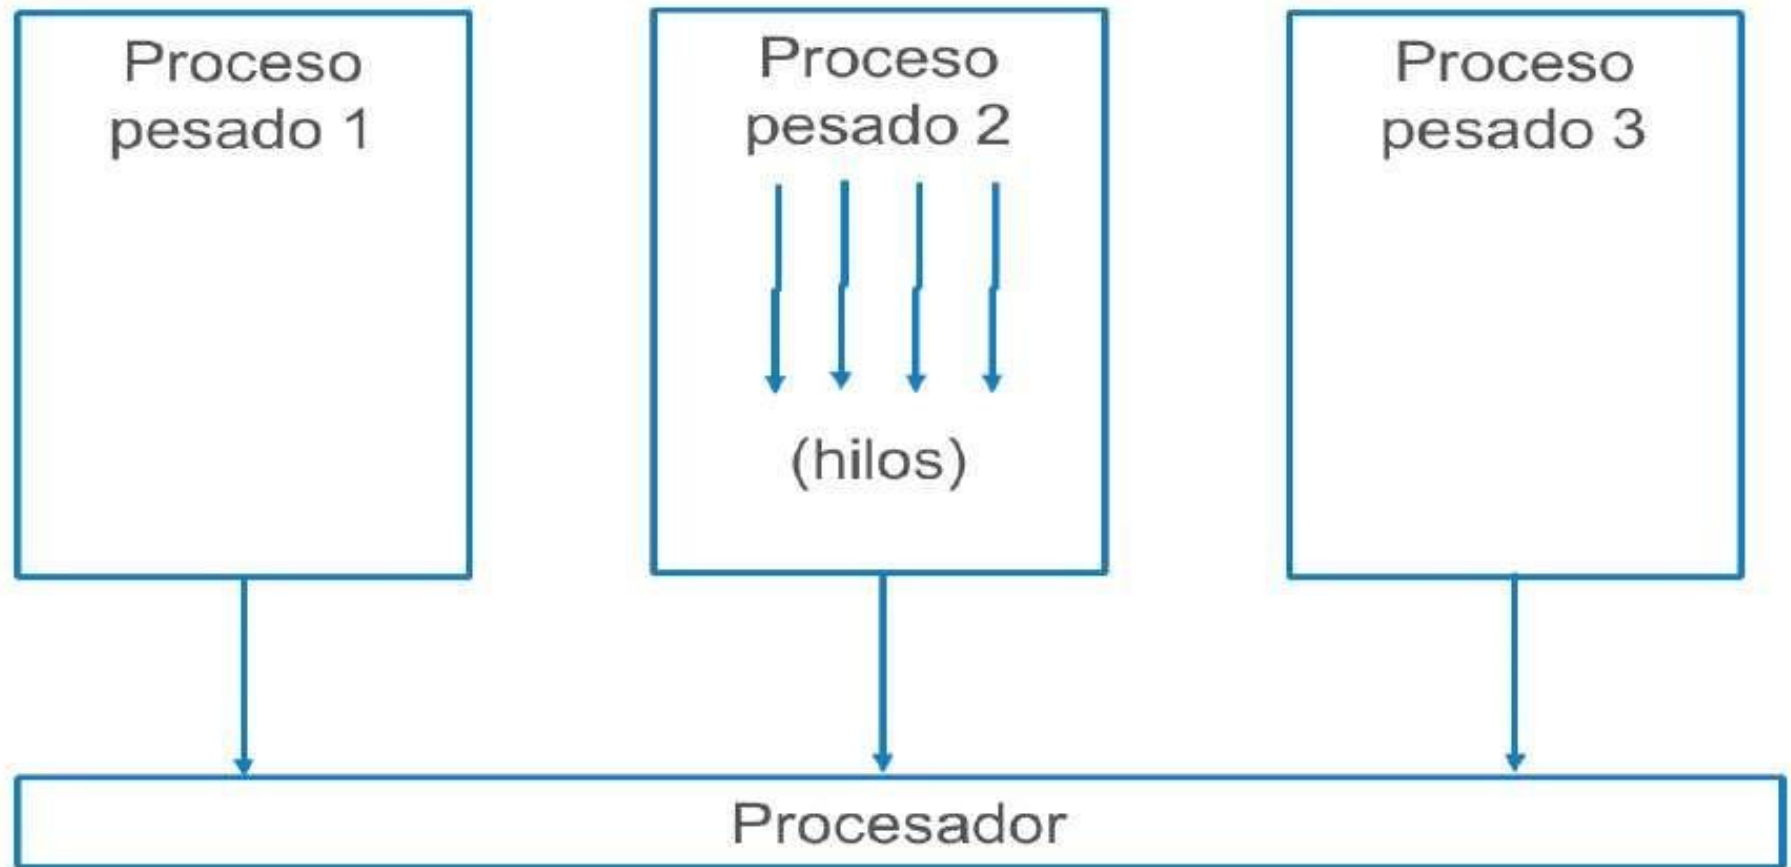 Proceso
pesado 1
Proceso
pesado 2
(hilos)
Proceso
pesado 3
Procesador